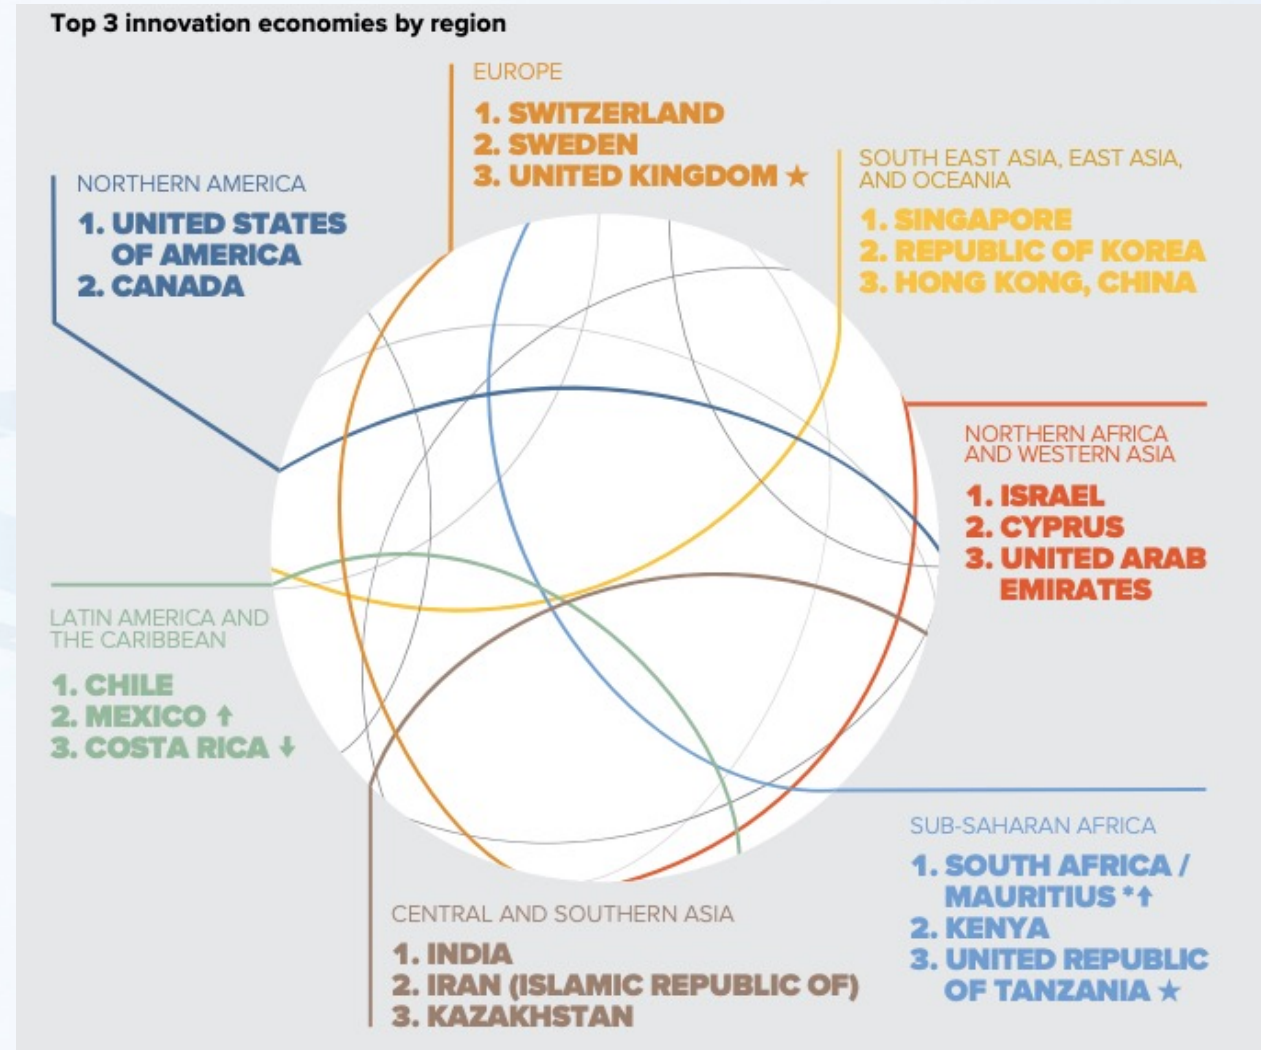 Top 3 innovation economies by region
EUROPE
1. SWITZERLAND
2. SWEDEN
3. UNITED KINGDOM ★
NORTHERN AMERICA
1. UNITED STATES
OF AMERICA
2. CANADA
SOUTH EAST ASIA, EAST ASIA,
AND OCEANIA
1. SINGAPORE
2. REPUBLIC OF KOREA
3. HONG KONG, CHINA
NORTHERN AFRICA
AND WESTERN ASIA
1. ISRAEL
2. CYPRUS
3. UNITED ARAB
EMIRATES
LATIN AMERICA AND
THE CARIBBEAN
1. CHILE
2. MEXICO ↑
3. COSTA RICA ↓
SUB-SAHARAN AFRICA
1. SOUTH AFRICA /
MAURITIUS *↑
2. KENYA
3. UNITED REPUBLIC
OF TANZANIA ★
CENTRAL AND SOUTHERN ASIA
1. INDIA
2. IRAN (ISLAMIC REPUBLIC OF)
3. KAZAKHSTAN